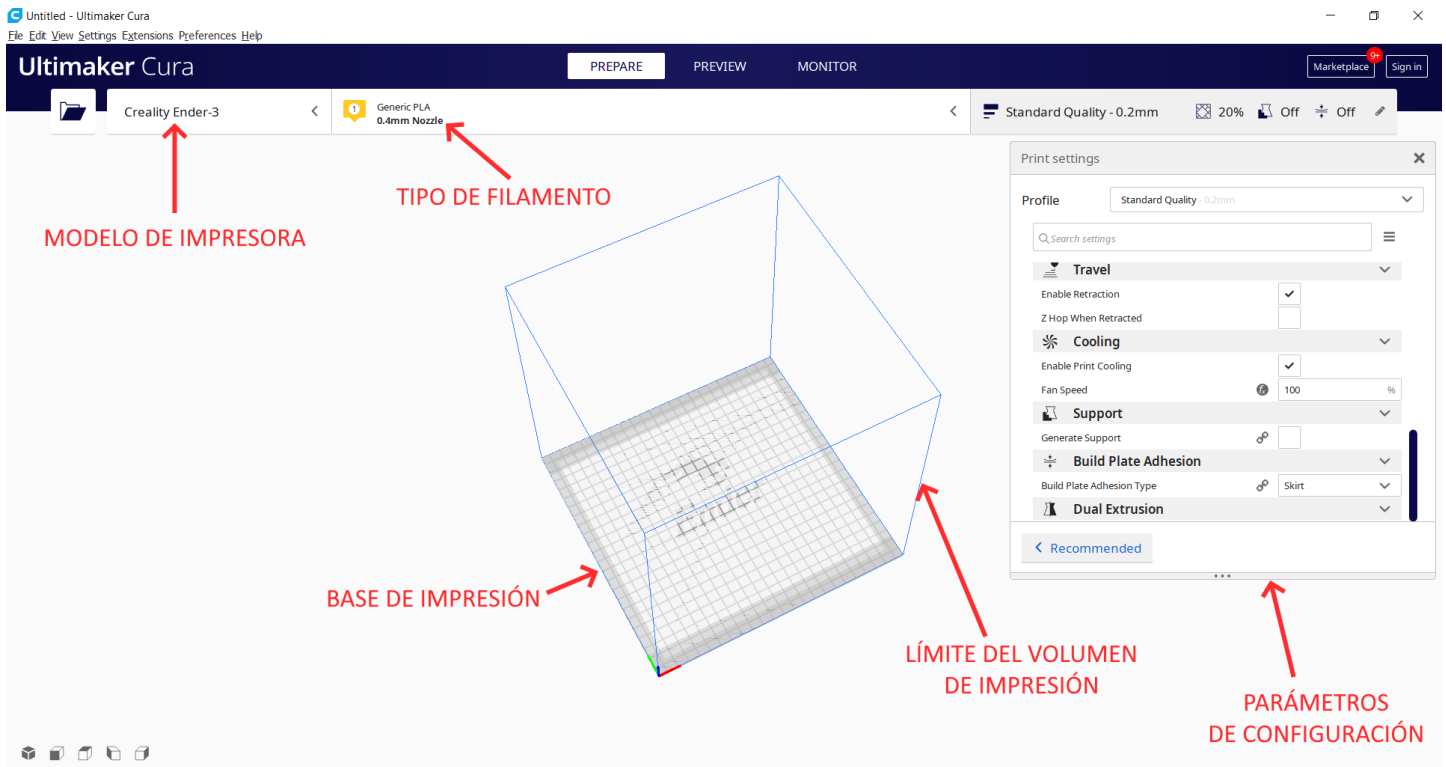 Untitled - Ultimaker Cura
File Edit View Settings Extensions Preferences Help
Ultimaker Cura
PREPARE PREVIEW MONITOR
9+
Marketplace Sign in
Creality Ender-3
1
Generic PLA
0.4mm Nozzle
Standard Quality - 0.2mm 20% Off Off
Print settings
Profile Standard Quality - 0.2mm
Search settings
Travel
Enable Retraction
Z Hop When Retracted
Cooling
Enable Print Cooling
Fan Speed 100 %
Support
Generate Support
Build Plate Adhesion
Build Plate Adhesion Type Skirt
Dual Extrusion
Recommended
MODELO DE IMPRESORA
TIPO DE FILAMENTO
BASE DE IMPRESIÓN
LÍMITE DEL VOLUMEN
DE IMPRESIÓN
PARÁMETROS
DE CONFIGURACIÓN